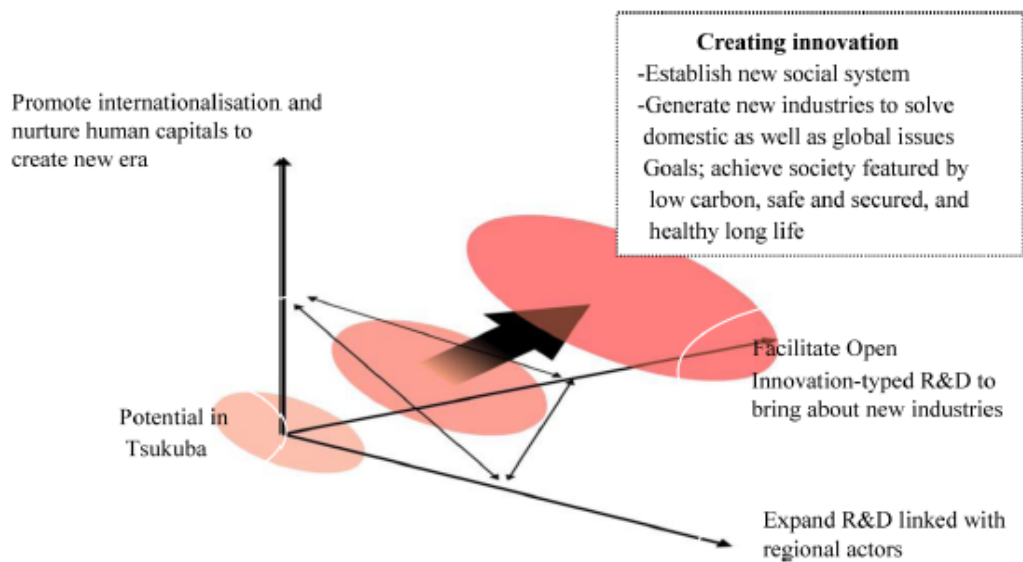 Creating innovation
-Establish new social system
-Generate new industries to solve
domestic as well as global issues
Goals; achieve society featured by
low carbon, safe and secured, and
healthy long life
Promote internationalisation and
nurture human capitals to
create new era
Facilitate Open
Innovation-typed R&D to
bring about new industries
Potential in
Tsukuba
Expand R&D linked with
regional actors